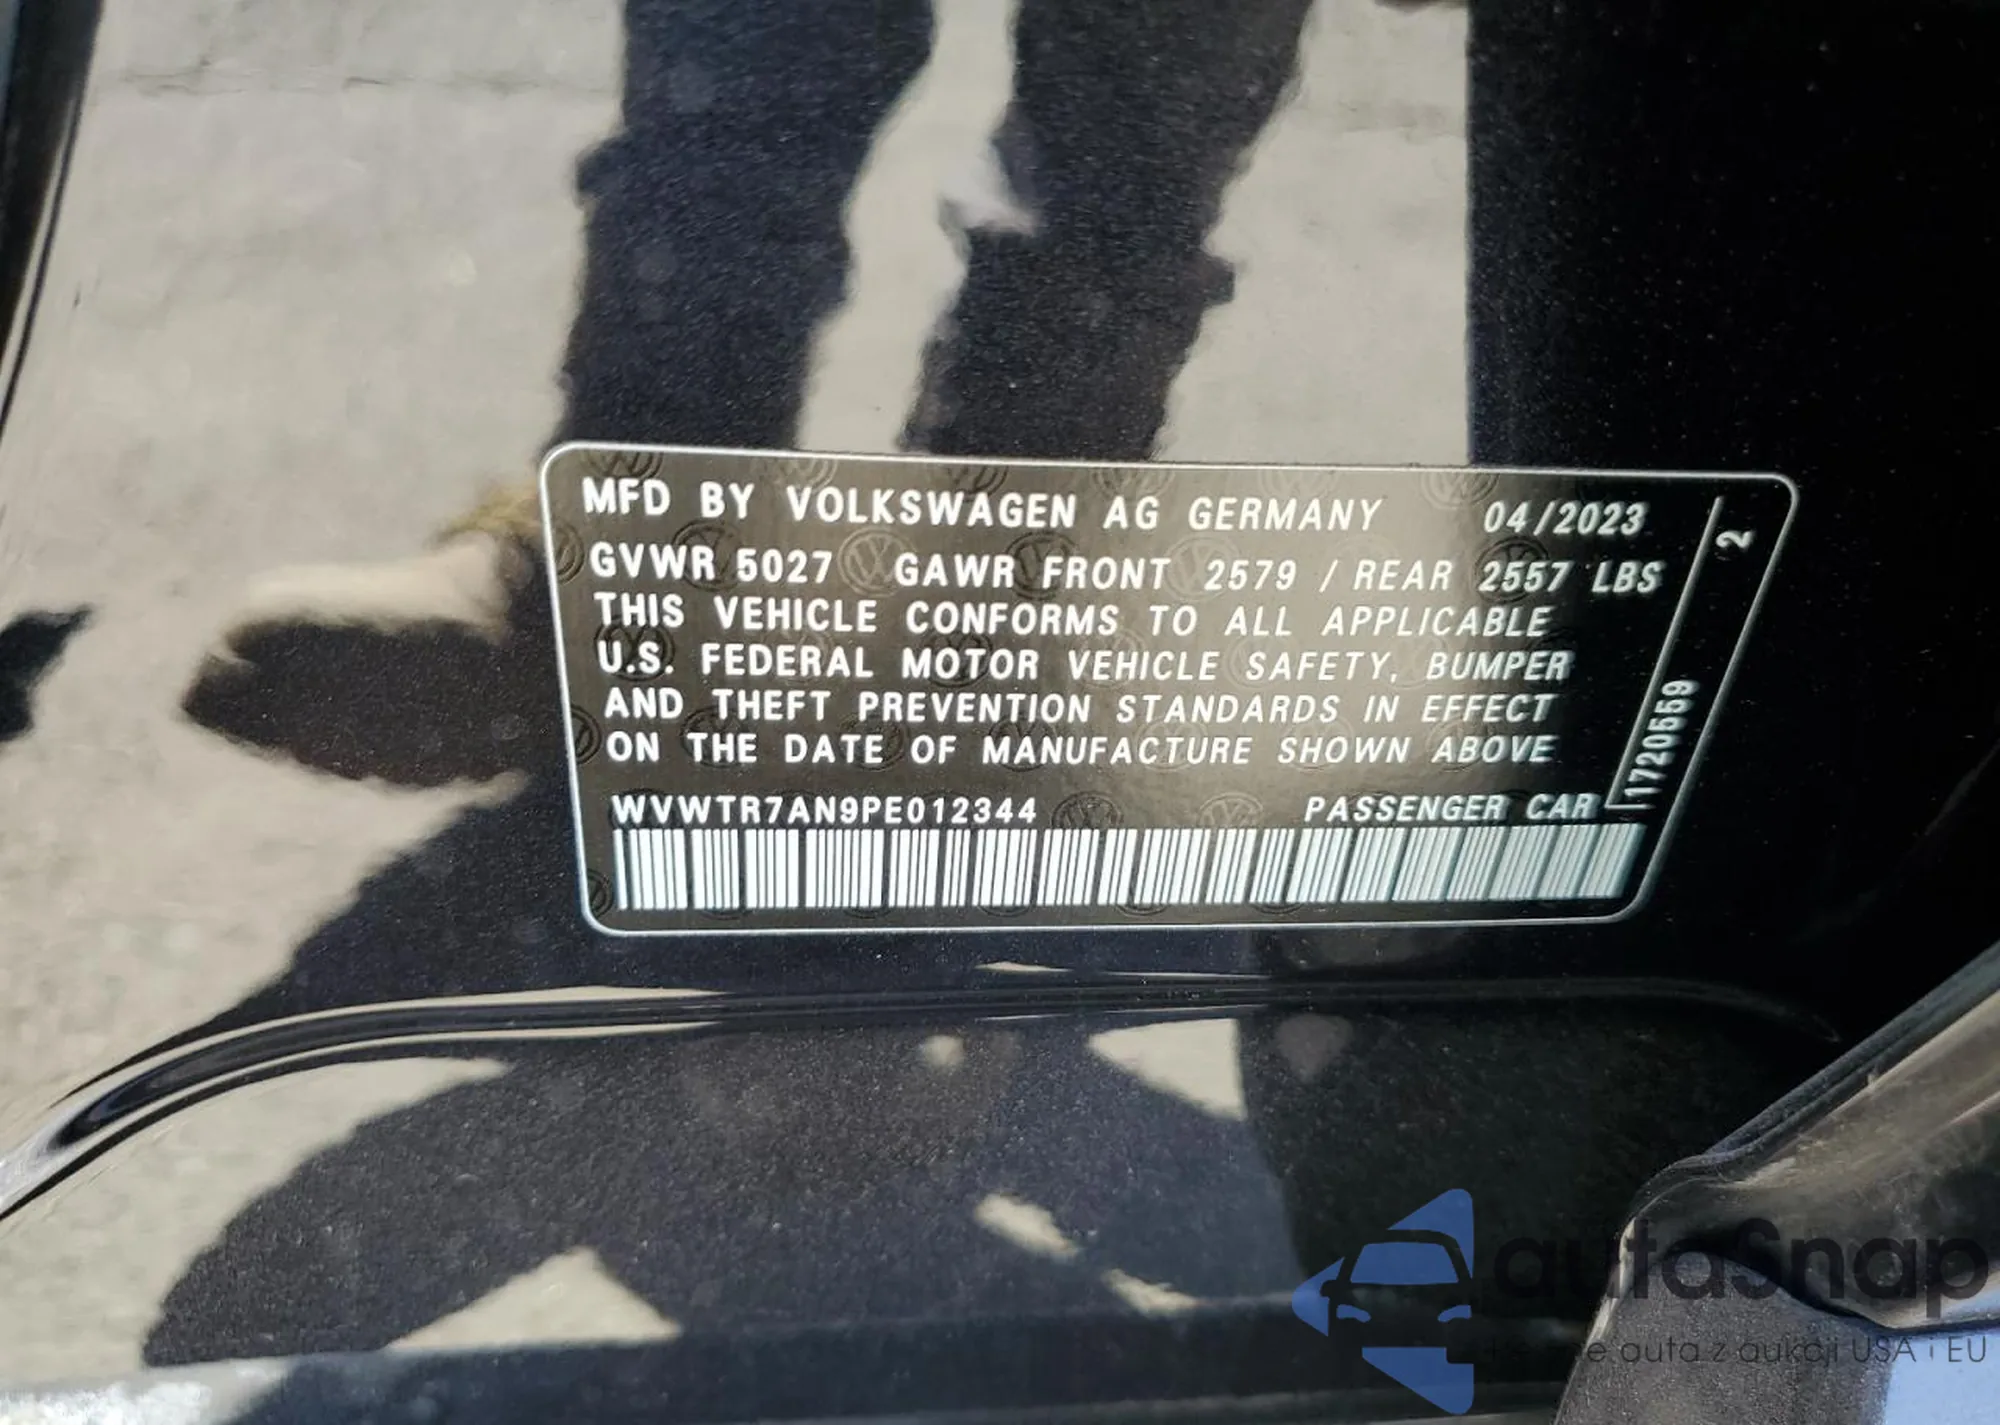 MFD BY VOLKSWAGEN AG GERMANY 04/2023
GVWR 5027 GAWR FRONT 2579 / REAR 2557 LBS
THIS VEHICLE CONFORMS TO ALL APPLICABLE
U.S. FEDERAL MOTOR VEHICLE SAFETY, BUMPER
AND THEFT PREVENTION STANDARDS IN EFFECT
ON THE DATE OF MANUFACTURE SHOWN ABOVE
WVWTR7AN9PE012344 PASSENGER CAR
1720559
2
autoSnap
auta z aukcji USA i EU